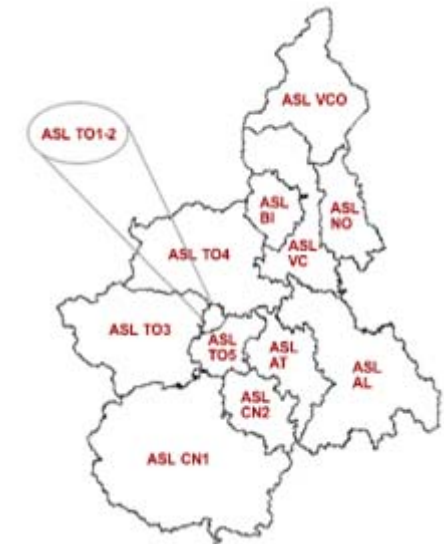 ASL VCO
ASL TO1-2
ASL
BI
ASL
NO
ASL
VC
ASL TO4
ASL TO3
ASL
TO5
ASL
AT
ASL
AL
ASL
CN2
ASL CN1